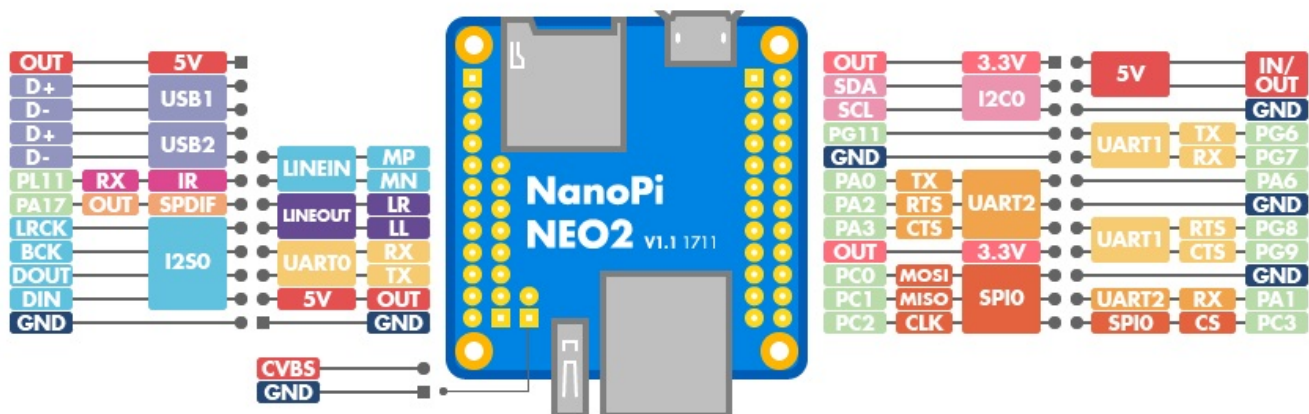 OUT 5V
D+ USB1
D-
D+ USB2
D-
PL11 RX IR
PA17 OUT SPDIF
LRCK I2S0
BCK
DOUT
DIN
GND
LINEIN MP
MN
LINEOUT LR
LL
UART0 RX
TX
5V OUT
GND
CVBS
GND
NanoPi
NEO2 V1.1 1711
OUT 3.3V
SDA I2C0
SCL
PG11
GND
PA0 TX UART2
PA2 RTS
PA3 CTS
OUT 3.3V
PC0 MOSI SPI0
PC1 MISO
PC2 CLK
5V IN/
OUT
GND
UART1 TX PG6
RX PG7
PA6
GND
UART1 RTS PG8
CTS PG9
GND
UART2 RX PA1
SPI0 CS PC3